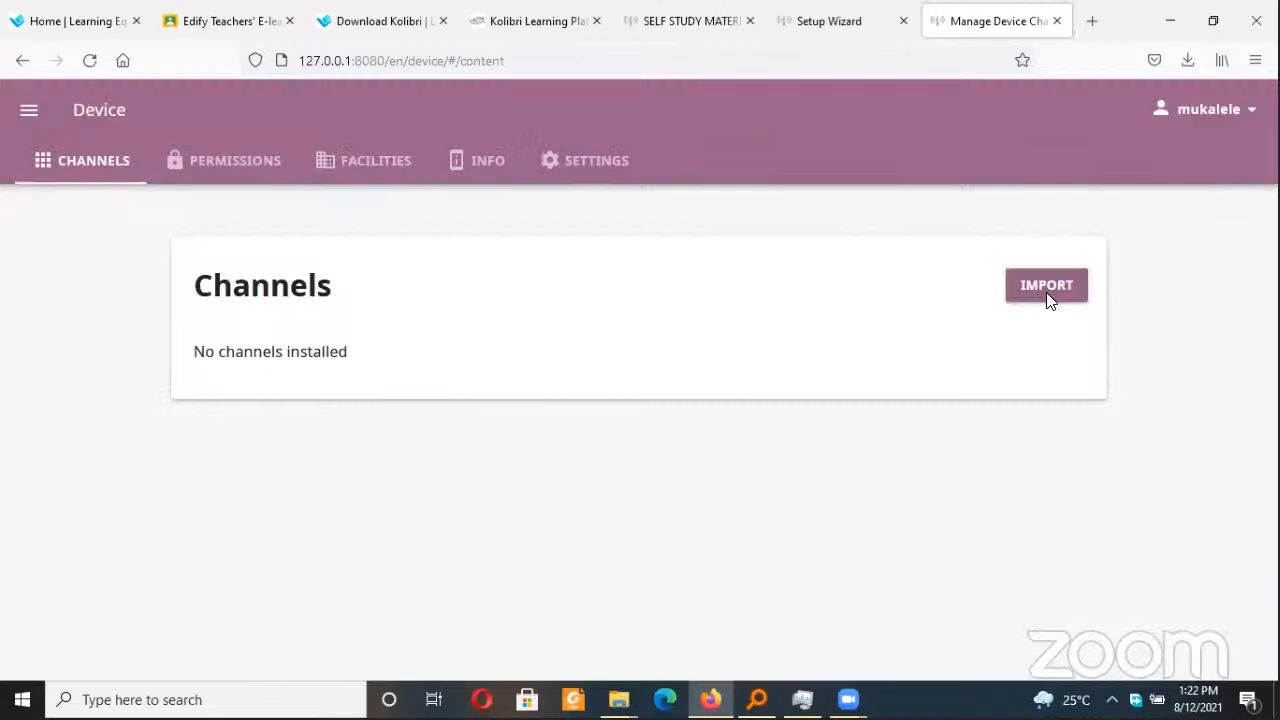 Home | Learning Eq
Edify Teachers' E-lea
Download Kolibri | L
Kolibri Learning Pla
SELF STUDY MATERI
Setup Wizard
Manage Device Cha
127.0.0.1:8080/en/device/#/content
Device
mukalele
CHANNELS
PERMISSIONS
FACILITIES
INFO
SETTINGS
Channels
IMPORT
No channels installed
zoom
Type here to search
25°C
1:22 PM
8/12/2021
1